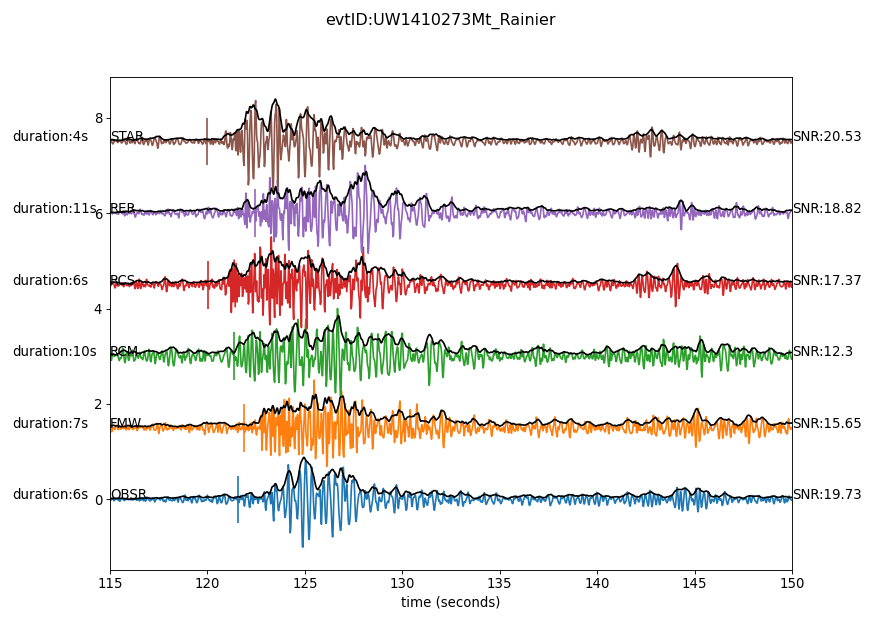 evtID:UW1410273Mt_Rainier
8
duration:4s STAR SNR:20.53
duration:11s RER SNR:18.82
6
duration:6s RCS SNR:17.37
4
duration:10s RCM SNR:12.3
2
duration:7s FMW SNR:15.65
duration:6s OBSR SNR:19.73
0
115 120 125 130 135 140 145 150
time (seconds)